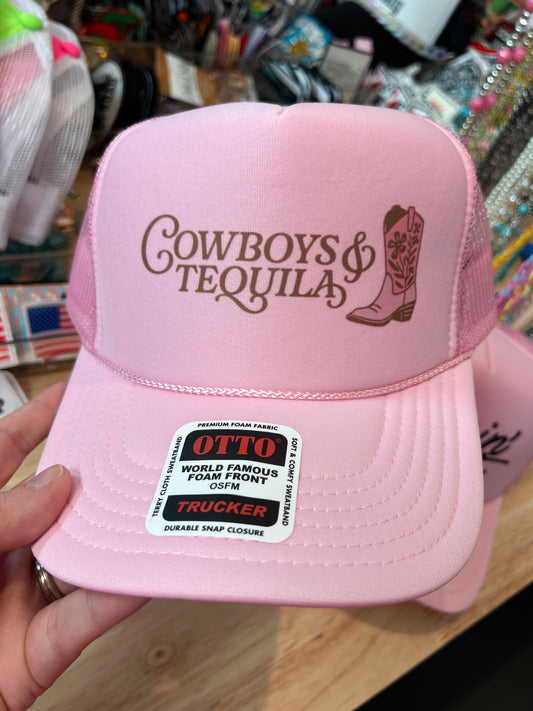 COWBOYS &
TEQUILA
PREMIUM FOAM FABRIC
OTTO®
WORLD FAMOUS
FOAM FRONT
OSFM
TRUCKER
DURABLE SNAP CLOSURE
TERRY CLOTH SWEATBAND
SOFT & COMFY SWEATBAND